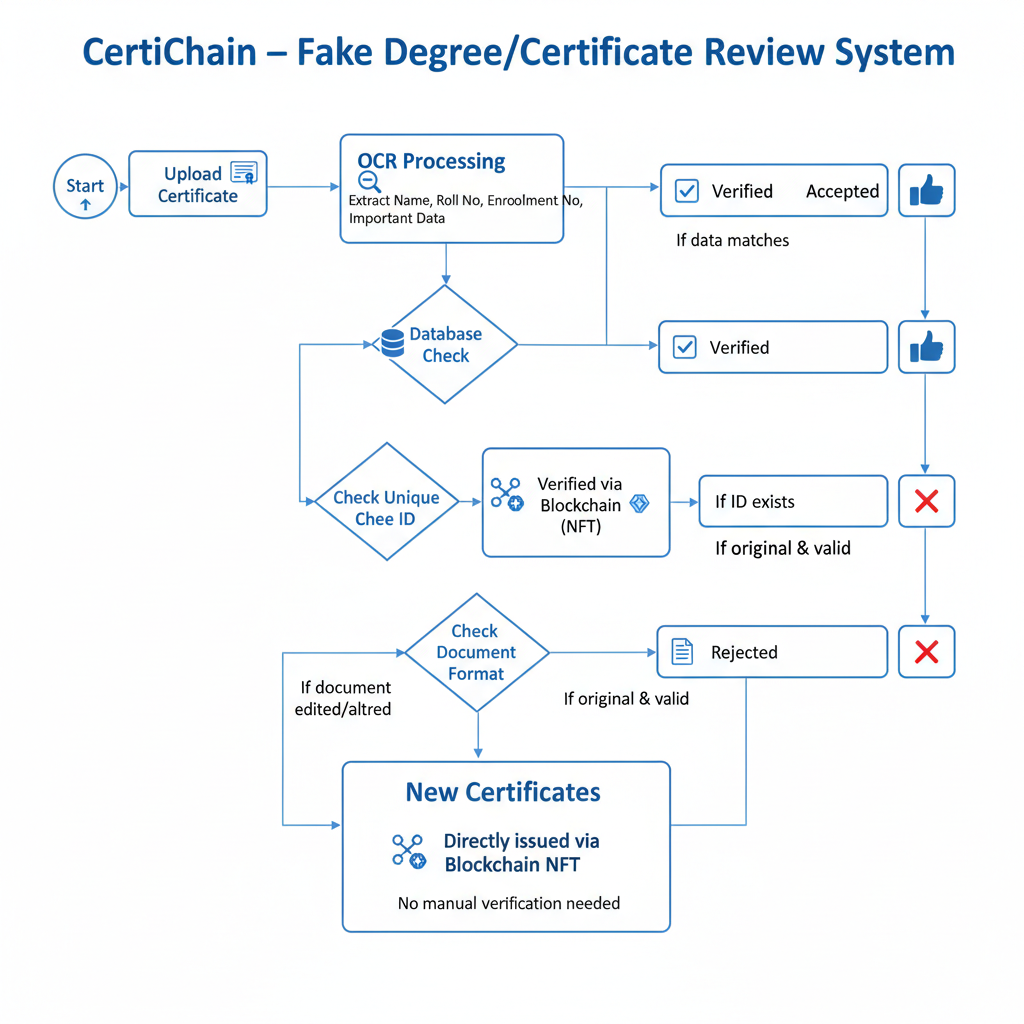 CertiChain – Fake Degree/Certificate Review System
Start
Upload
Certificate
OCR Processing
Extract Name, Roll No, Enroolment No,
Important Data
Verified Accepted
If data matches
Database
Check
Verified
Check Unique
Chee ID
Verified via
Blockchain
(NFT)
If ID exists
If original & valid
Check
Document
Format
Rejected
If document
edited/altred
If original & valid
New Certificates
Directly issued via
Blockchain NFT
No manual verification needed